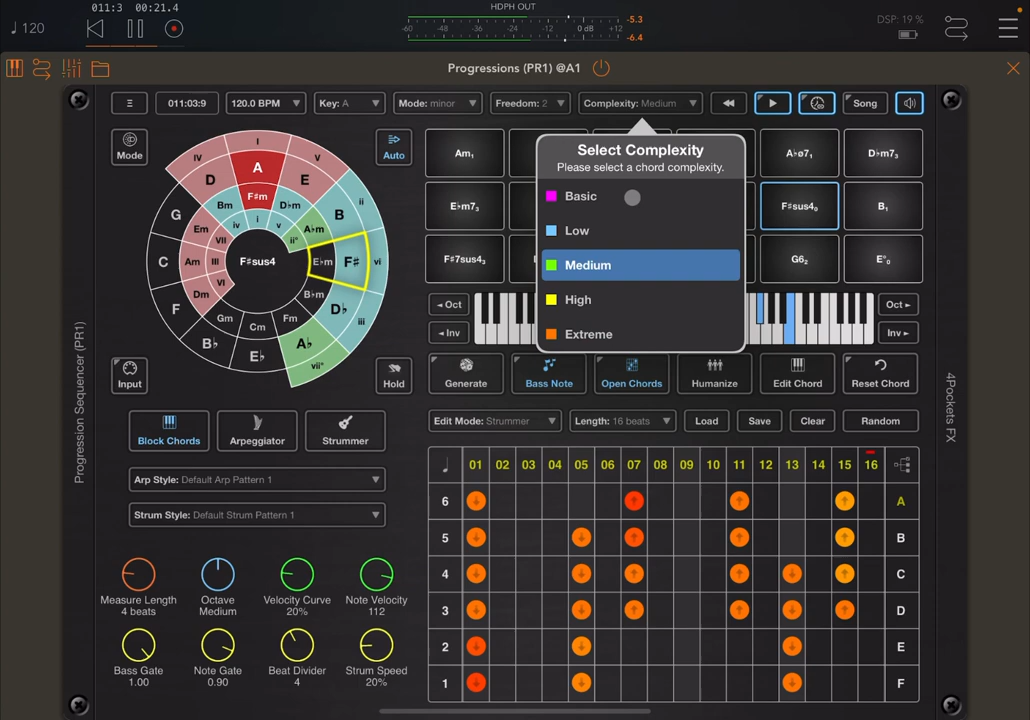 011:3 00:21.4
HDPH OUT
♩ 120
-60 -48 -36 -24 -12 0 dB +12
-5.3
-6.4
DSP: 19 %
Progressions (PR1) @A1
011:03:9
120.0 BPM
Key: A
Mode: minor
Freedom: 2
Complexity: Medium
Song
Mode
Auto
IV I V
D A E
F♯m
Bm D♭m
iv i v
G B ii
Em A♭m
VII ii°
C Am III F♯sus4 E♭m F♯ vi
VI
Dm B♭m
F D♭ iii
Gm Cm Fm
B♭ E♭ A♭
vii°
Input
Hold
Am1
A♭ø71
D♭m73
E♭m73
F♯sus40
B1
F♯7sus43
G62
E°0
Select Complexity
Please select a chord complexity.
Basic
Low
Medium
High
Extreme
◄ Oct
Oct ►
◄ Inv
Inv ►
Generate
Bass Note
Open Chords
Humanize
Edit Chord
Reset Chord
Edit Mode: Strummer
Length: 16 beats
Load
Save
Clear
Random
Block Chords
Arpeggiator
Strummer
Arp Style: Default Arp Pattern 1
Strum Style: Default Strum Pattern 1
Measure Length
4 beats
Octave
Medium
Velocity Curve
20%
Note Velocity
112
Bass Gate
1.00
Note Gate
0.90
Beat Divider
4
Strum Speed
20%
♩ 01 02 03 04 05 06 07 08 09 10 11 12 13 14 15 16
6 A
5 B
4 C
3 D
2 E
1 F
Progression Sequencer (PR1)
4Pockets FX